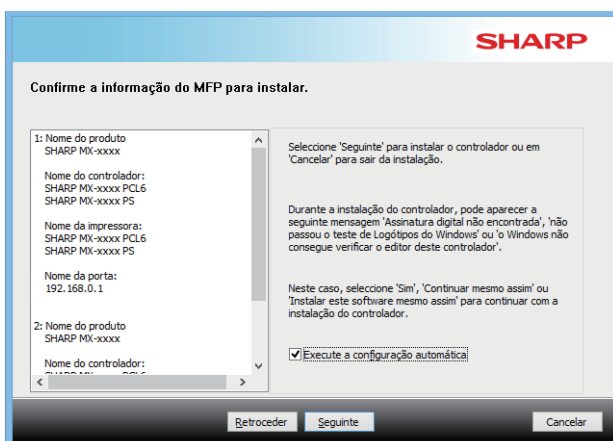 SHARP
Confirme a informação do MFP para instalar.
1: Nome do produto
SHARP MX-xxxx
Nome do controlador:
SHARP MX-xxxx PCL6
SHARP MX-xxxx PS
Nome da impressora:
SHARP MX-xxxx PCL6
SHARP MX-xxxx PS
Nome da porta:
192.168.0.1
2: Nome do produto
SHARP MX-xxxx
Nome do controlador:
Seleccione 'Seguinte' para instalar o controlador ou em
'Cancelar' para sair da instalação.
Durante a instalação do controlador, pode aparecer a
seguinte mensagem 'Assinatura digital não encontrada', 'não
passou o teste de Logótipos do Windows' ou 'o Windows não
consegue verificar o editor deste controlador'.
Neste caso, seleccione 'Sim', 'Continuar mesmo assim' ou
'Instalar este software mesmo assim' para continuar com a
instalação do controlador.
Execute a configuração automática
Retroceder Seguinte Cancelar